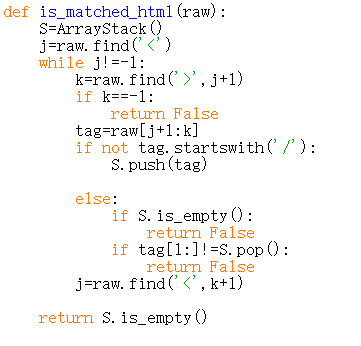 def is_matched_html(raw):
    S=ArrayStack()
    j=raw.find('<')
    while j!=-1:
        k=raw.find('>',j+1)
        if k==-1:
            return False
        tag=raw[j+1:k]
        if not tag.startswith('/'):
            S.push(tag)

        else:
            if S.is_empty():
                return False
            if tag[1:]!=S.pop():
                return False
        j=raw.find('<',k+1)

    return S.is_empty()